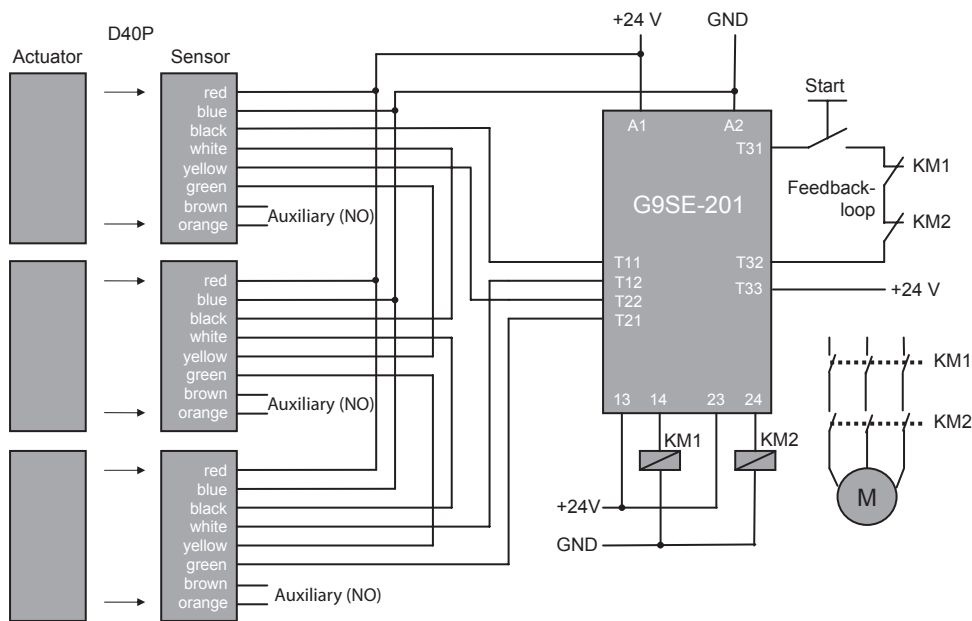 D40P
Actuator
Sensor
red
blue
black
white
yellow
green
brown
orange
Auxiliary (NO)
red
blue
black
white
yellow
green
brown
orange
Auxiliary (NO)
red
blue
black
white
yellow
green
brown
orange
Auxiliary (NO)
+24 V
GND
A1
A2
T31
G9SE-201
T11
T12
T22
T21
T32
T33
13
14
23
24
Start
KM1
Feedback-
loop
KM2
+24 V
KM1
KM2
+24V
GND
KM1
KM2
M